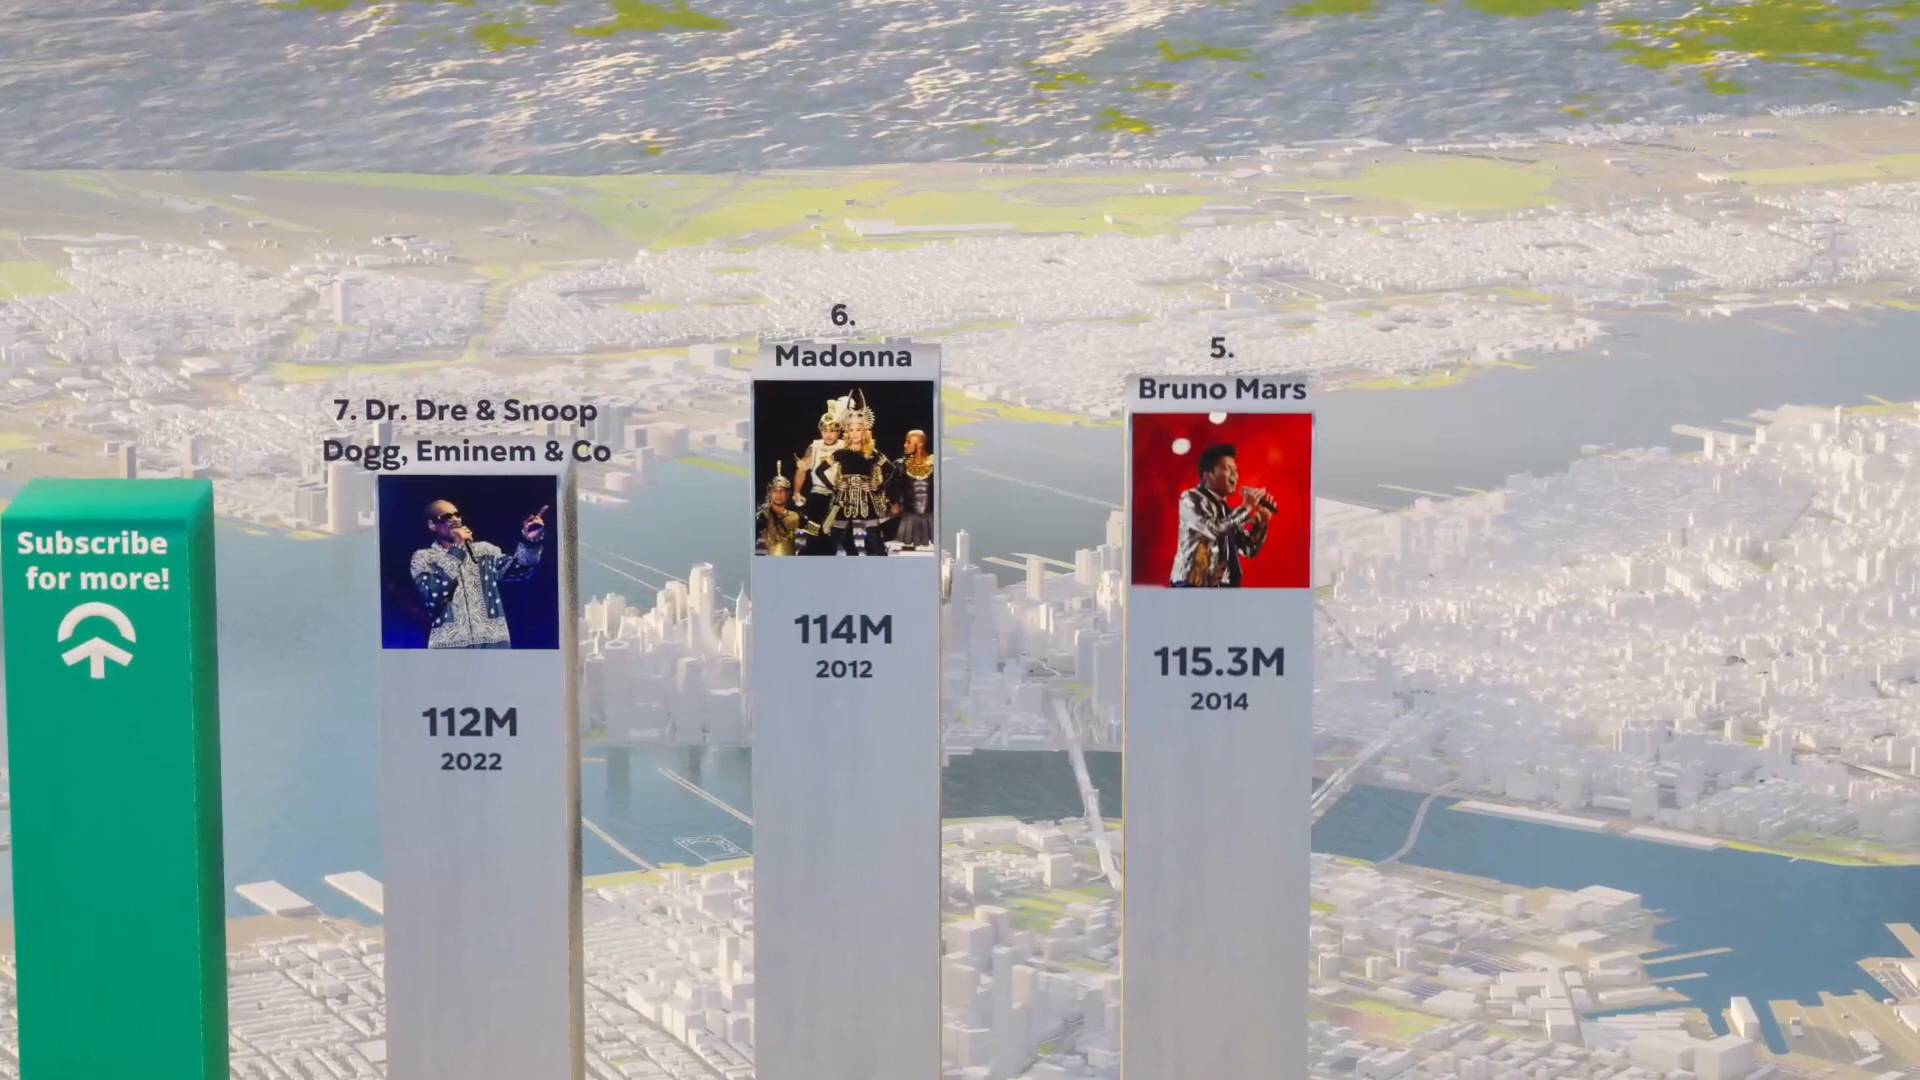 Subscribe
for more!
7. Dr. Dre & Snoop
Dogg, Eminem & Co
112M
2022
6.
Madonna
114M
2012
5.
Bruno Mars
115.3M
2014